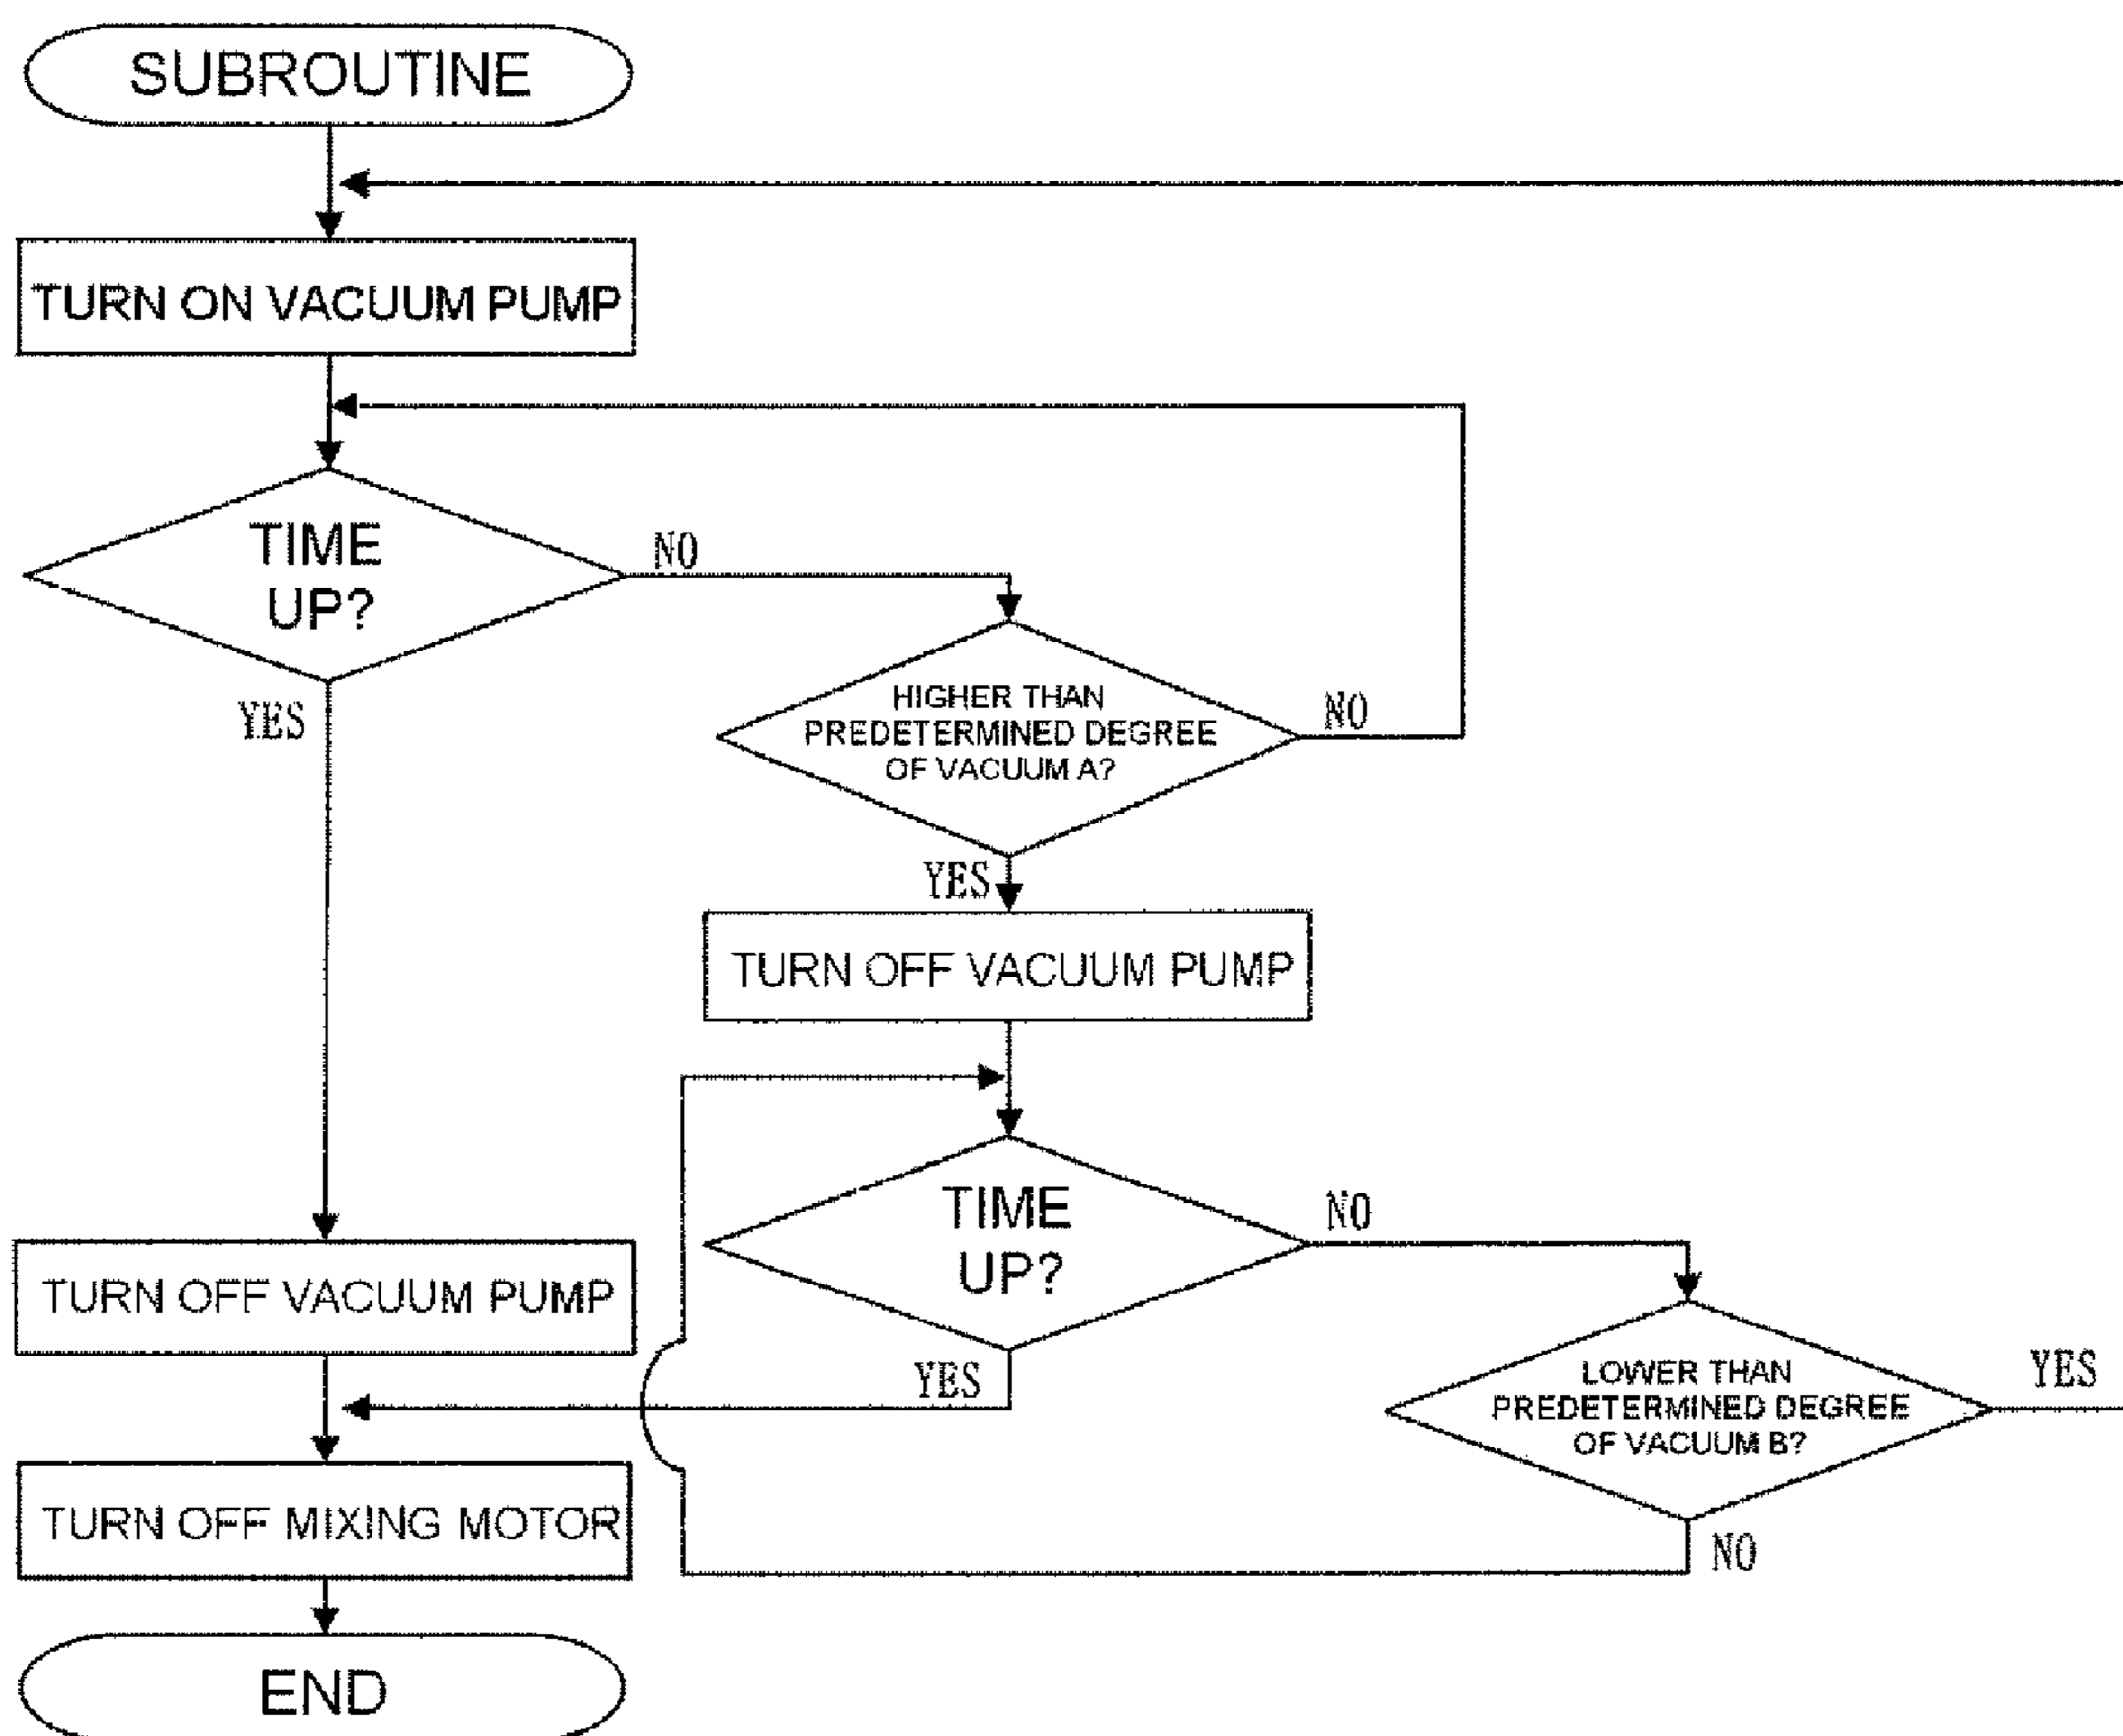 SUBROUTINE
TURN ON VACUUM PUMP
TIME
UP?
NO
YES
HIGHER THAN
PREDETERMINED DEGREE
OF VACUUM A?
NO
YES
TURN OFF VACUUM PUMP
TIME
UP?
NO
YES
LOWER THAN
PREDETERMINED DEGREE
OF VACUUM B?
YES
NO
TURN OFF VACUUM PUMP
TURN OFF MIXING MOTOR
END